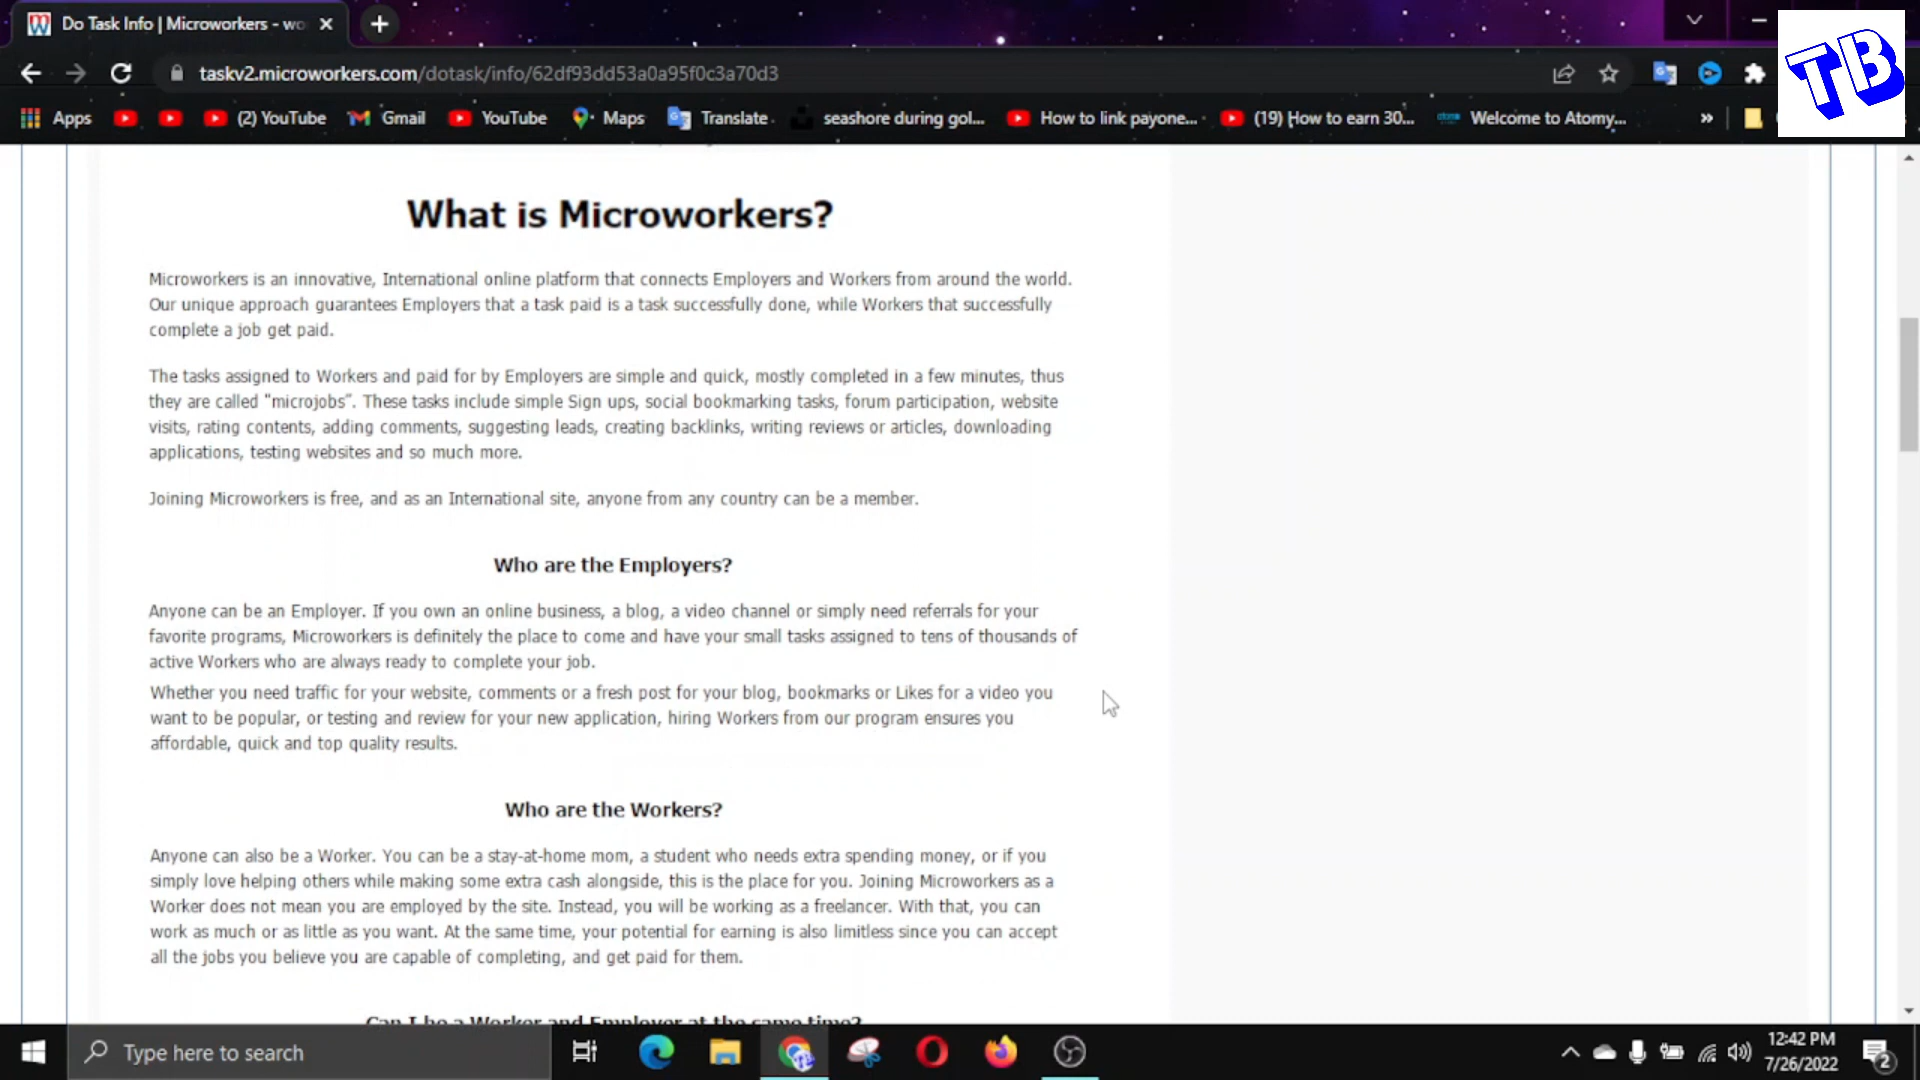 Do Task Info | Microworkers - wo
taskv2.microworkers.com/dotask/info/62df93dd53a0a95f0c3a70d3
TB
Apps (2) YouTube Gmail YouTube Maps Translate seashore during gol... How to link payone... (19) How to earn 30... Welcome to Atomy... »
What is Microworkers?
Microworkers is an innovative, International online platform that connects Employers and Workers from around the world.
Our unique approach guarantees Employers that a task paid is a task successfully done, while Workers that successfully
complete a job get paid.
The tasks assigned to Workers and paid for by Employers are simple and quick, mostly completed in a few minutes, thus
they are called "microjobs". These tasks include simple Sign ups, social bookmarking tasks, forum participation, website
visits, rating contents, adding comments, suggesting leads, creating backlinks, writing reviews or articles, downloading
applications, testing websites and so much more.
Joining Microworkers is free, and as an International site, anyone from any country can be a member.
Who are the Employers?
Anyone can be an Employer. If you own an online business, a blog, a video channel or simply need referrals for your
favorite programs, Microworkers is definitely the place to come and have your small tasks assigned to tens of thousands of
active Workers who are always ready to complete your job.
Whether you need traffic for your website, comments or a fresh post for your blog, bookmarks or Likes for a video you
want to be popular, or testing and review for your new application, hiring Workers from our program ensures you
affordable, quick and top quality results.
Who are the Workers?
Anyone can also be a Worker. You can be a stay-at-home mom, a student who needs extra spending money, or if you
simply love helping others while making some extra cash alongside, this is the place for you. Joining Microworkers as a
Worker does not mean you are employed by the site. Instead, you will be working as a freelancer. With that, you can
work as much or as little as you want. At the same time, your potential for earning is also limitless since you can accept
all the jobs you believe you are capable of completing, and get paid for them.
Can I be a Worker and Employer at the same time?
Type here to search
12:42 PM
7/26/2022
2